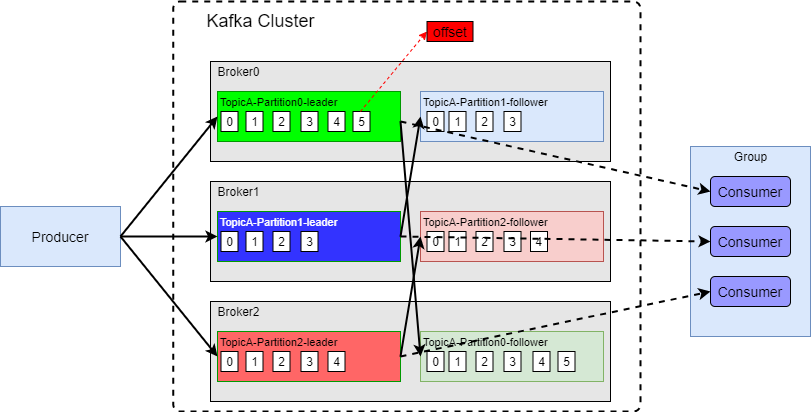 Kafka Cluster
offset
Broker0
TopicA-Partition0-leader
0 1 2 3 4 5
TopicA-Partition1-follower
0 1 2 3
Broker1
TopicA-Partition1-leader
0 1 2 3
TopicA-Partition2-follower
0 1 2 3 4
Broker2
TopicA-Partition2-leader
0 1 2 3 4
TopicA-Partition0-follower
0 1 2 3 4 5
Producer
Group
Consumer
Consumer
Consumer